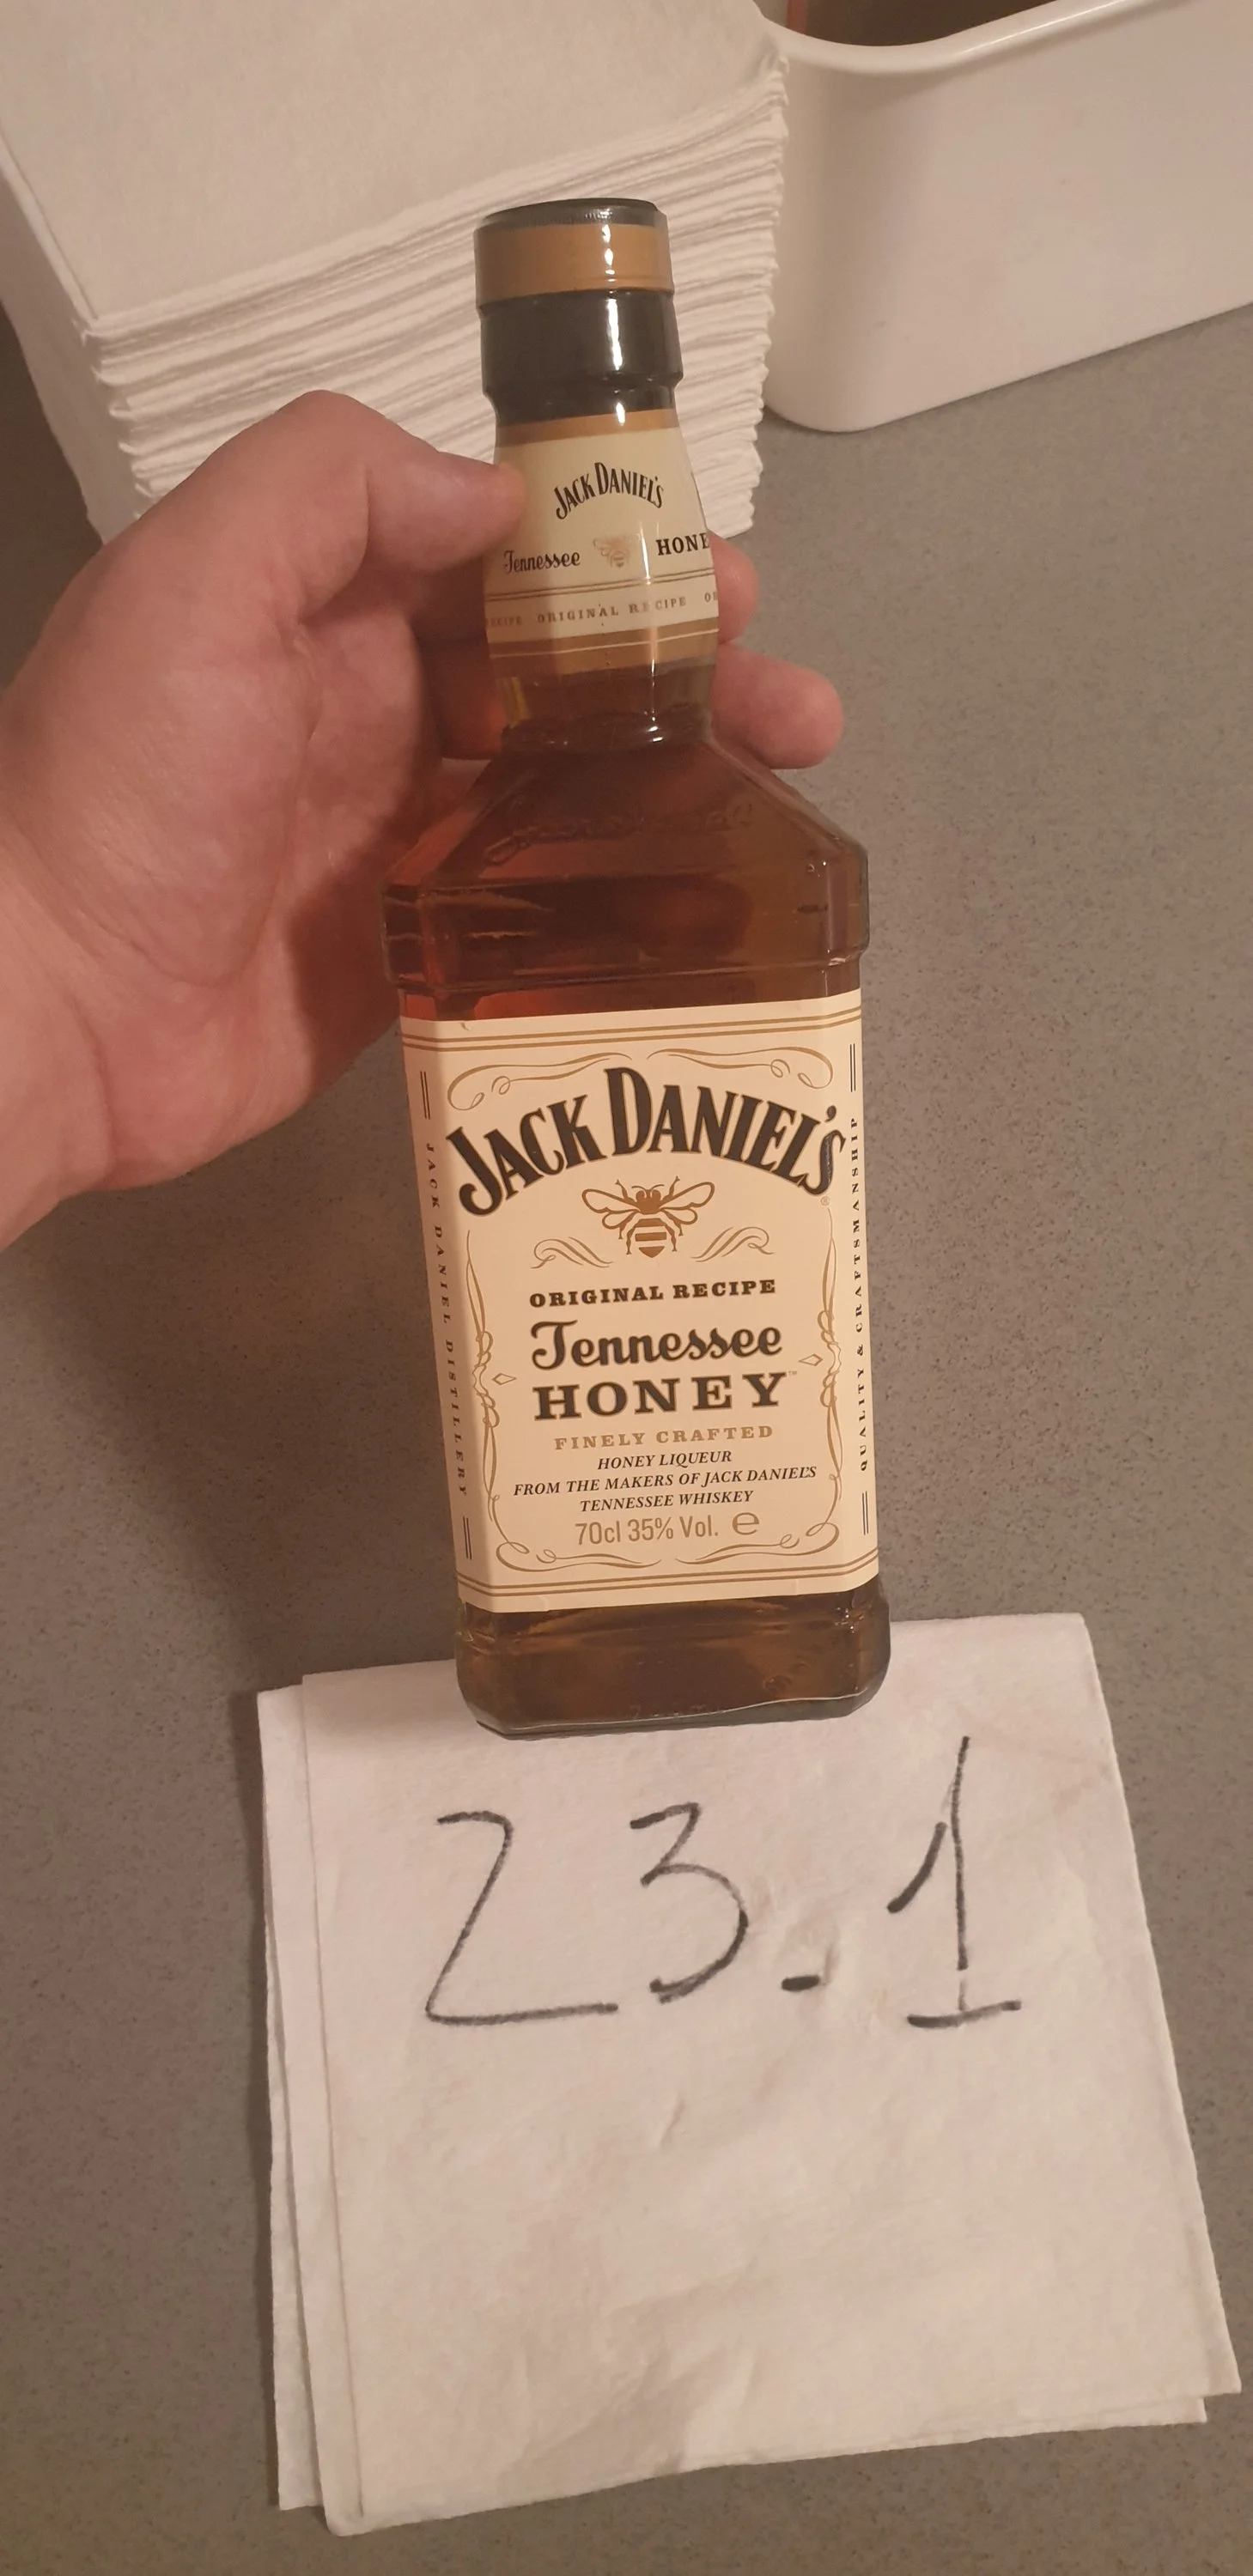 JACK DANIEL'S
Tennessee HONE
ORIGINAL RECIPE
JACK DANIEL'S
ORIGINAL RECIPE
Tennessee
HONEY™
FINELY CRAFTED
HONEY LIQUEUR
FROM THE MAKERS OF JACK DANIEL'S
TENNESSEE WHISKEY
70cl 35% Vol. ℮
JACK DANIEL DISTILLERY
QUALITY & CRAFTSMANSHIP
23.1